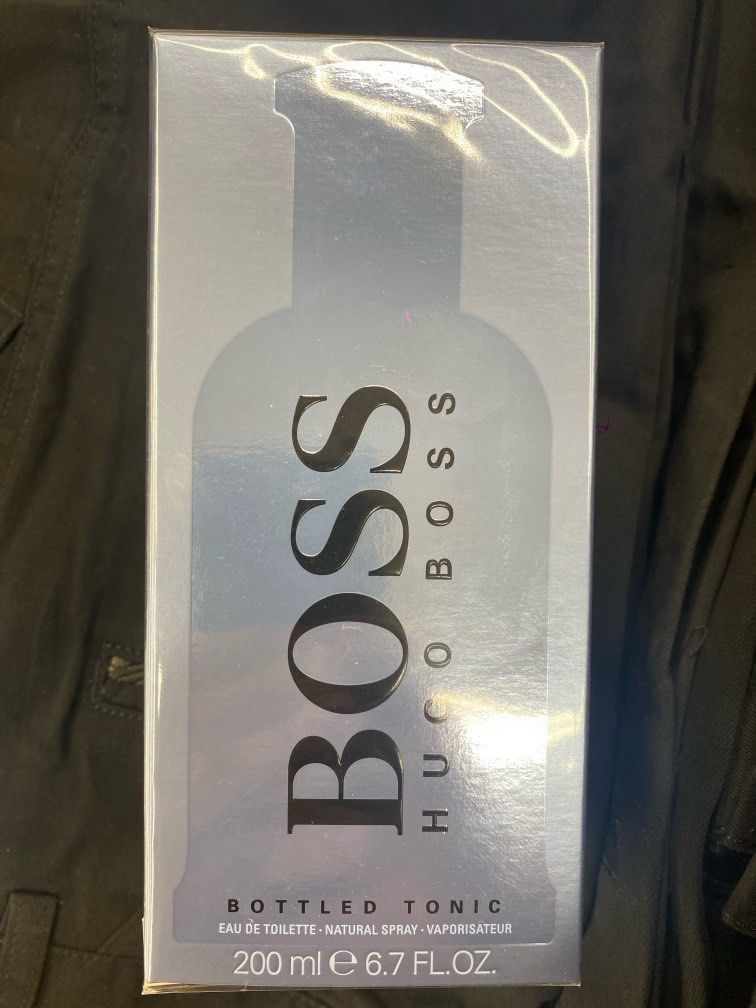 BOSS
HUGO BOSS
BOTTLED TONIC
EAU DE TOILETTE · NATURAL SPRAY · VAPORISATEUR
200 ml ℮ 6.7 FL.OZ.